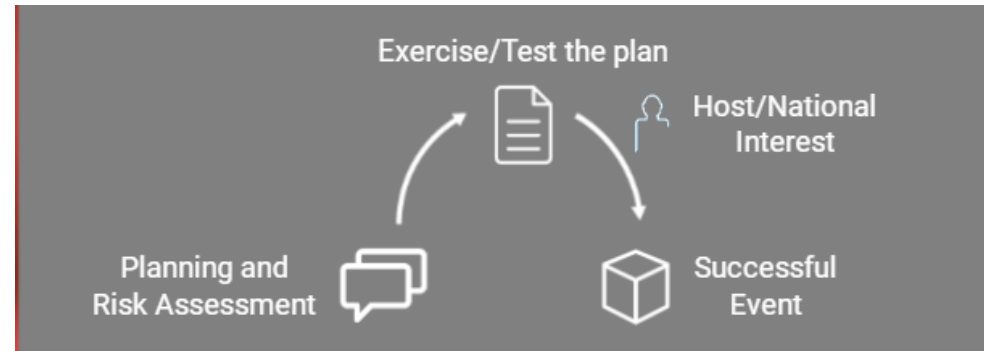 Exercise/Test the plan
Host/National
Interest
Planning and
Risk Assessment
Successful
Event